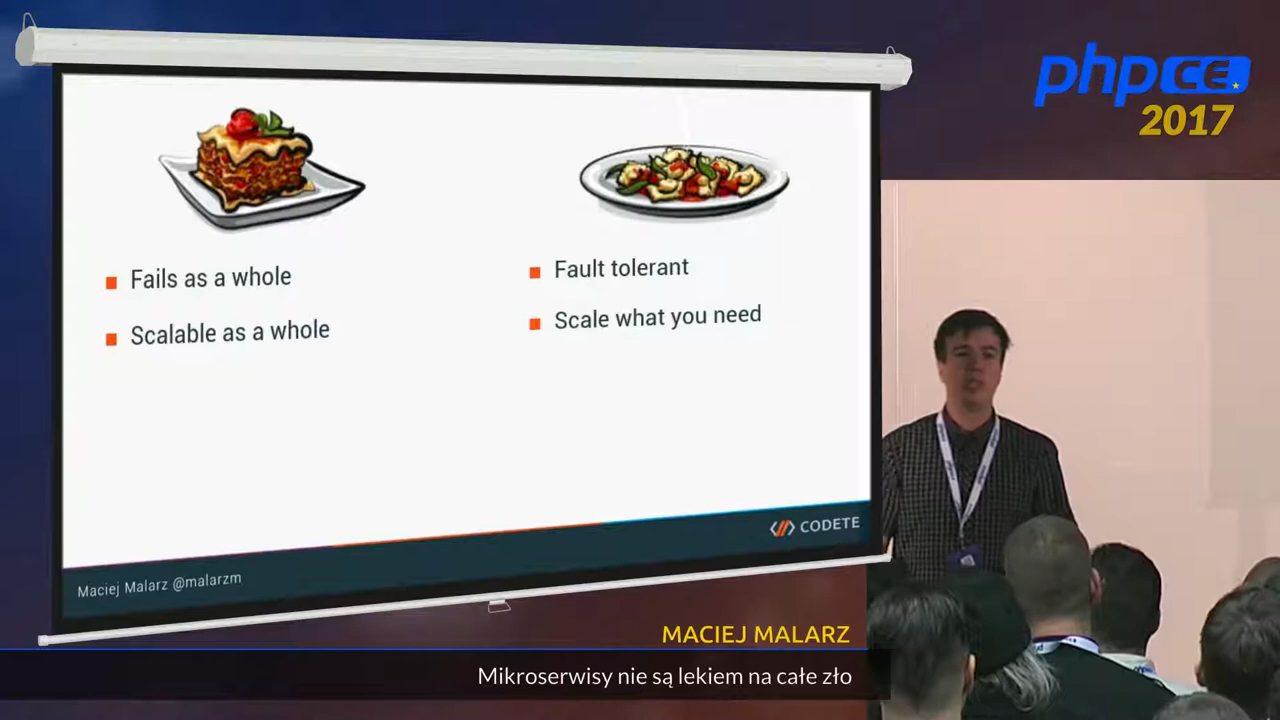 phpCE
2017
Fails as a whole
Scalable as a whole
Fault tolerant
Scale what you need
CODETE
Maciej Malarz @malarzm
MACIEJ MALARZ
Mikroserwisy nie są lekiem na całe zło